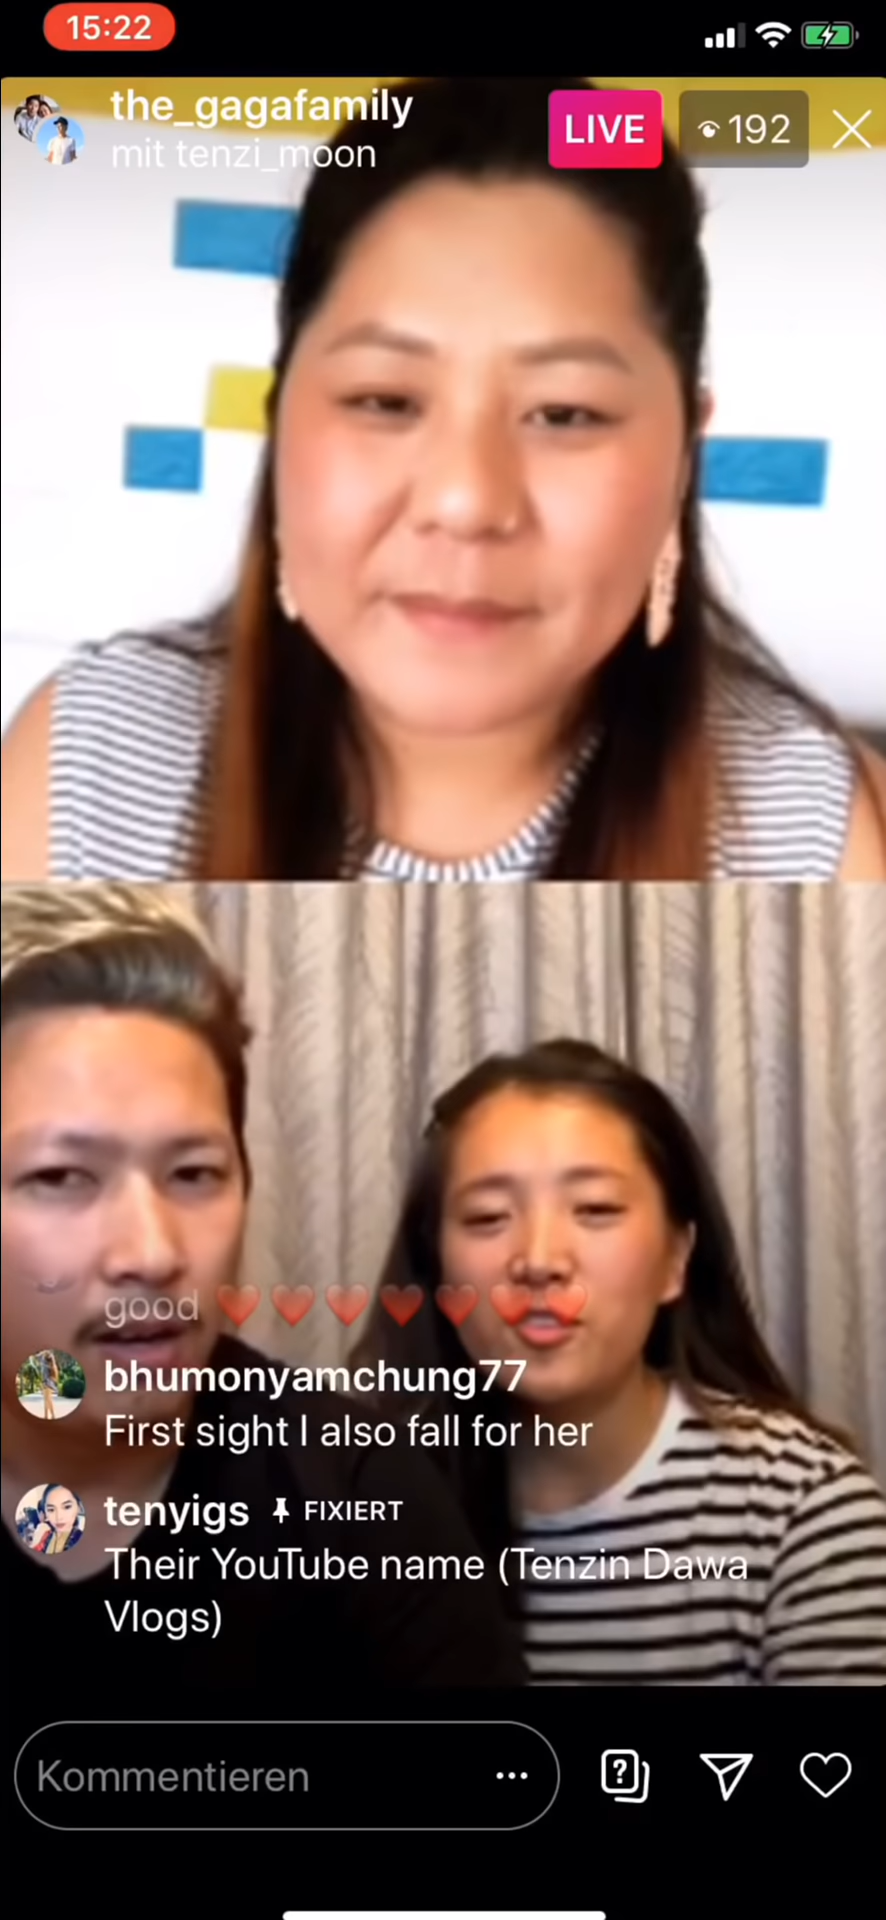 15:22
the_gagafamily
mit tenzi_moon
LIVE
192
good ❤️❤️❤️❤️❤️❤️❤️
bhumonyamchung77
First sight I also fall for her
tenyigs FIXIERT
Their YouTube name (Tenzin Dawa
Vlogs)
Kommentieren